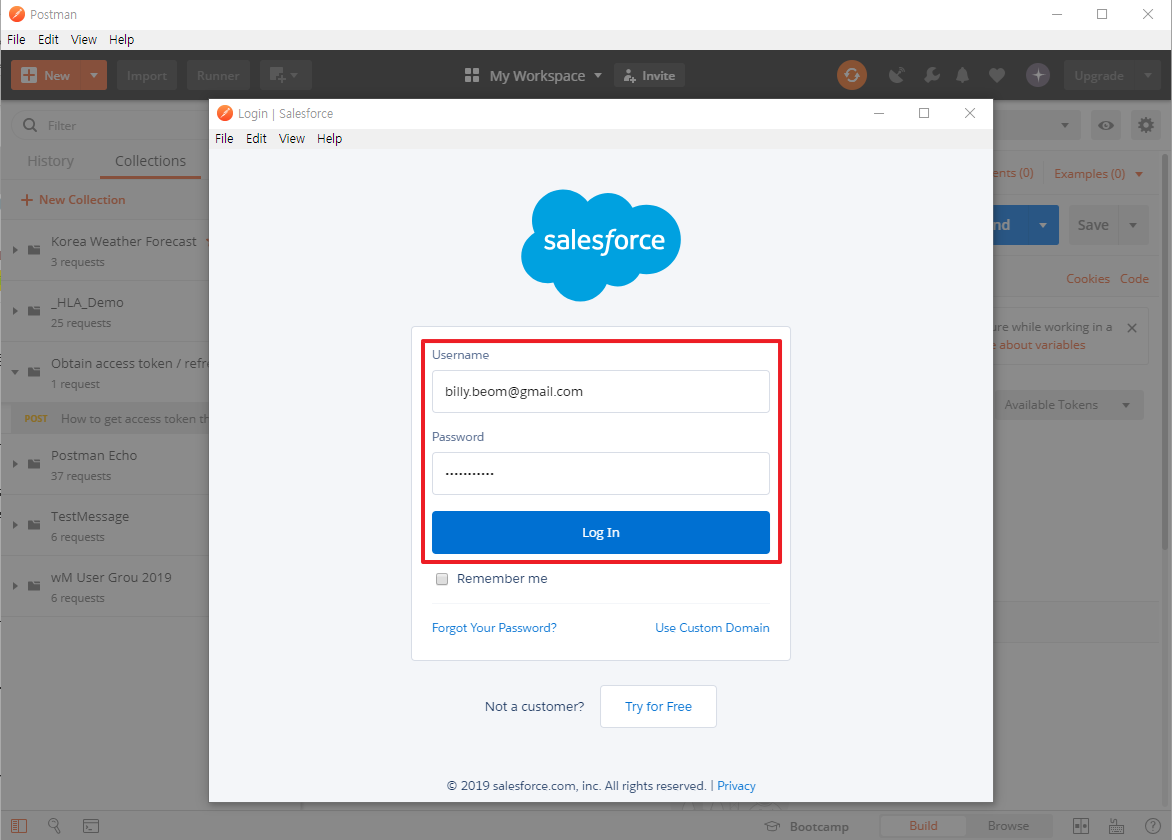 Postman
File Edit View Help
New Import Runner My Workspace Invite Upgrade
Filter
History Collections
New Collection
Korea Weather Forecast
3 requests
_HLA_Demo
25 requests
Obtain access token / refre
1 request
POST How to get access token th
Postman Echo
37 requests
TestMessage
6 requests
wM User Grou 2019
6 requests
Login | Salesforce
File Edit View Help
salesforce
Username
billy.beom@gmail.com
Password
•••••••••••
Log In
Remember me
Forgot Your Password? Use Custom Domain
Not a customer? Try for Free
© 2019 salesforce.com, inc. All rights reserved. | Privacy
ents (0) Examples (0)
nd Save
Cookies Code
ure while working in a
e about variables
Available Tokens
Bootcamp Build Browse